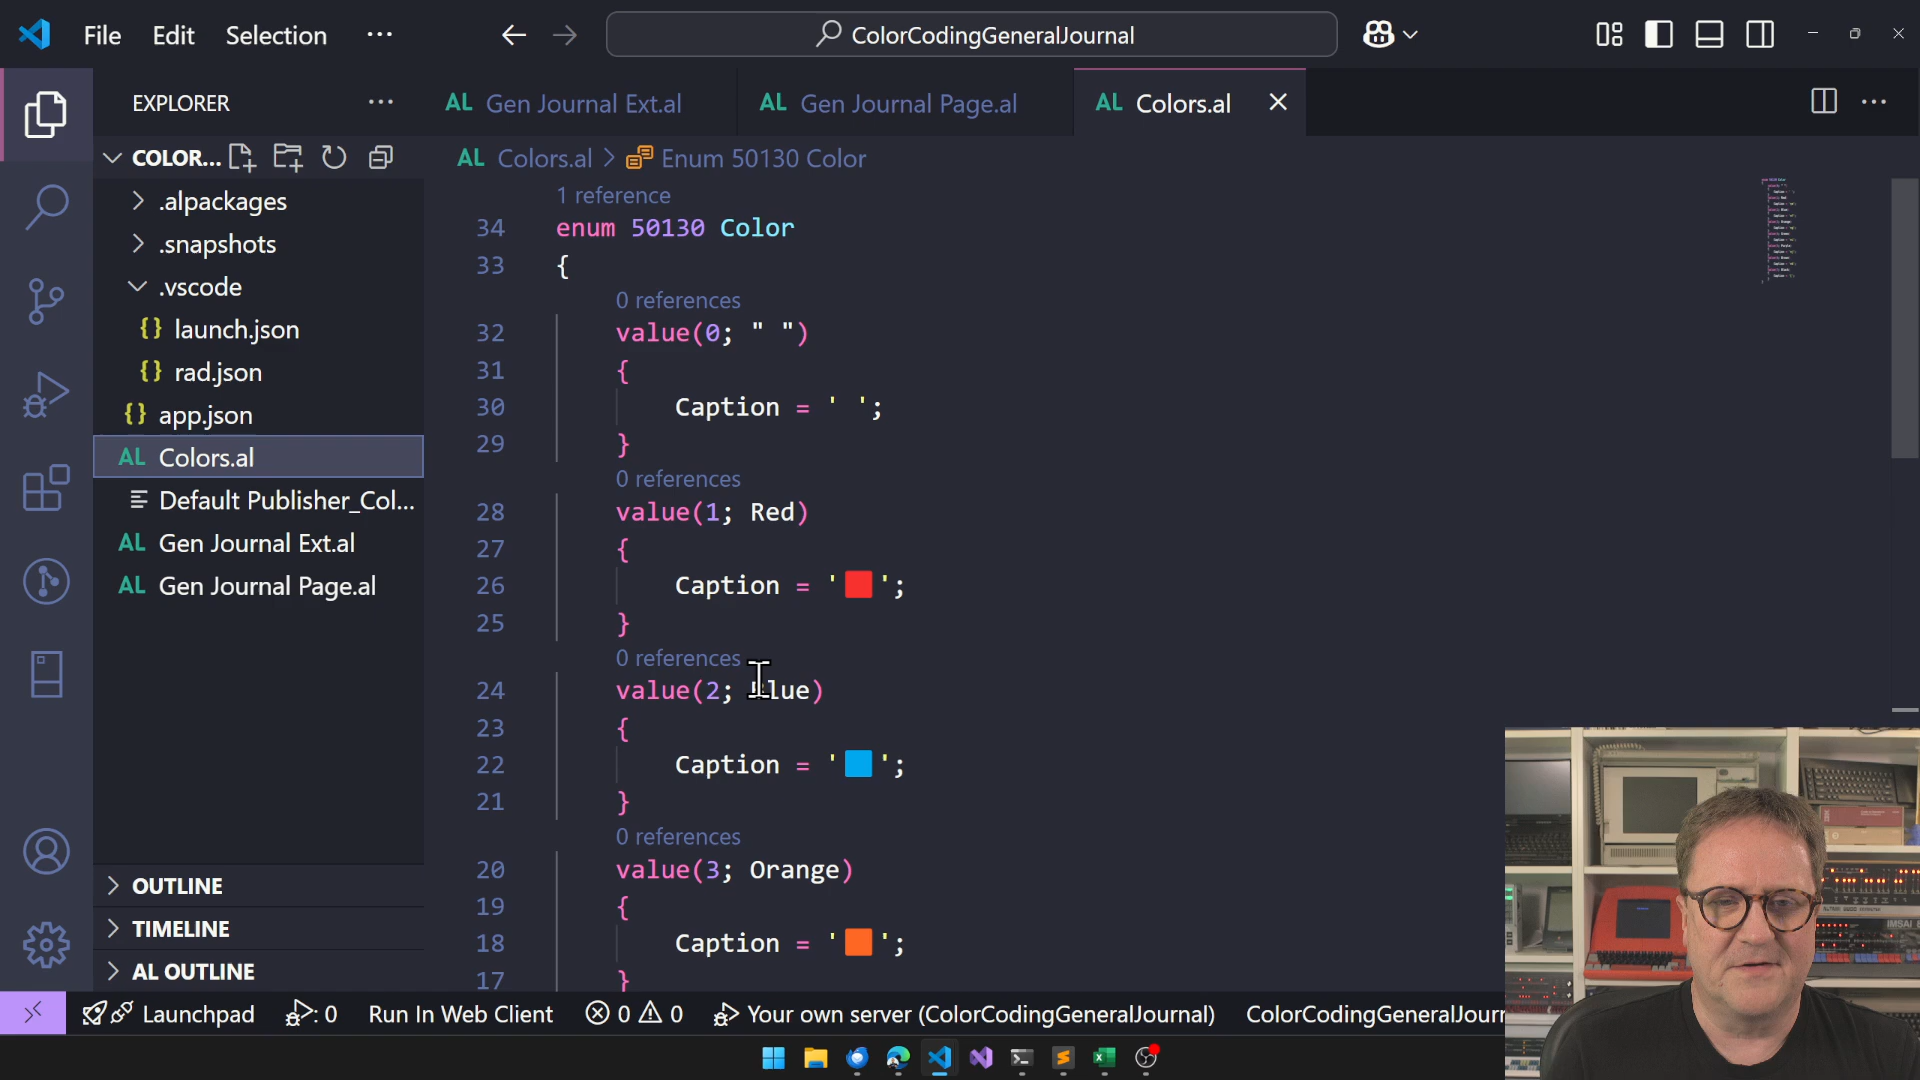 File Edit Selection ··· ColorCodingGeneralJournal
EXPLORER ···
COLOR...
.alpackages
.snapshots
.vscode
{} launch.json
{} rad.json
{} app.json
AL Colors.al
Default Publisher_Col...
AL Gen Journal Ext.al
AL Gen Journal Page.al
OUTLINE
TIMELINE
AL OUTLINE
AL Gen Journal Ext.al AL Gen Journal Page.al AL Colors.al
AL Colors.al > Enum 50130 Color
1 reference
34 enum 50130 Color
33 {
0 references
32 value(0; " ")
31 {
30 Caption = ' ';
29 }
0 references
28 value(1; Red)
27 {
26 Caption = '🟥';
25 }
0 references
24 value(2; Blue)
23 {
22 Caption = '🟦';
21 }
0 references
20 value(3; Orange)
19 {
18 Caption = '🟧';
17 }
Launchpad : 0 Run In Web Client 0 0 Your own server (ColorCodingGeneralJournal) ColorCodingGeneralJourr